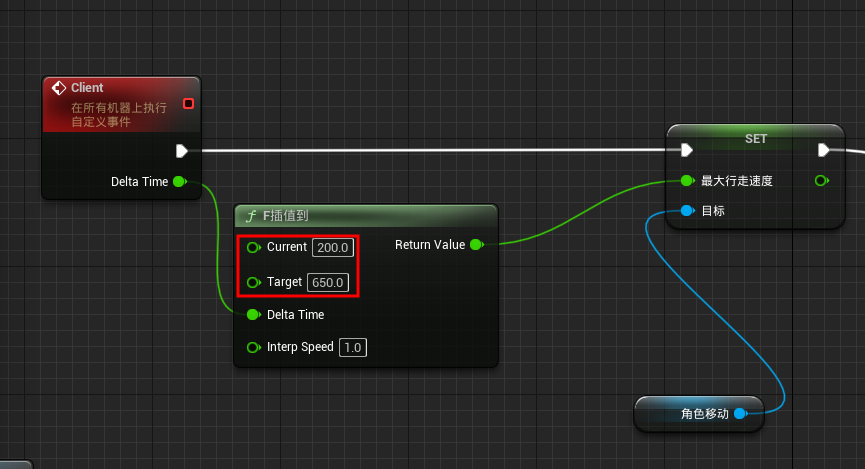 Client
在所有机器上执行
自定义事件
Delta Time
F插值到
Current 200.0
Return Value
Target 650.0
Delta Time
Interp Speed 1.0
SET
最大行走速度
目标
角色移动